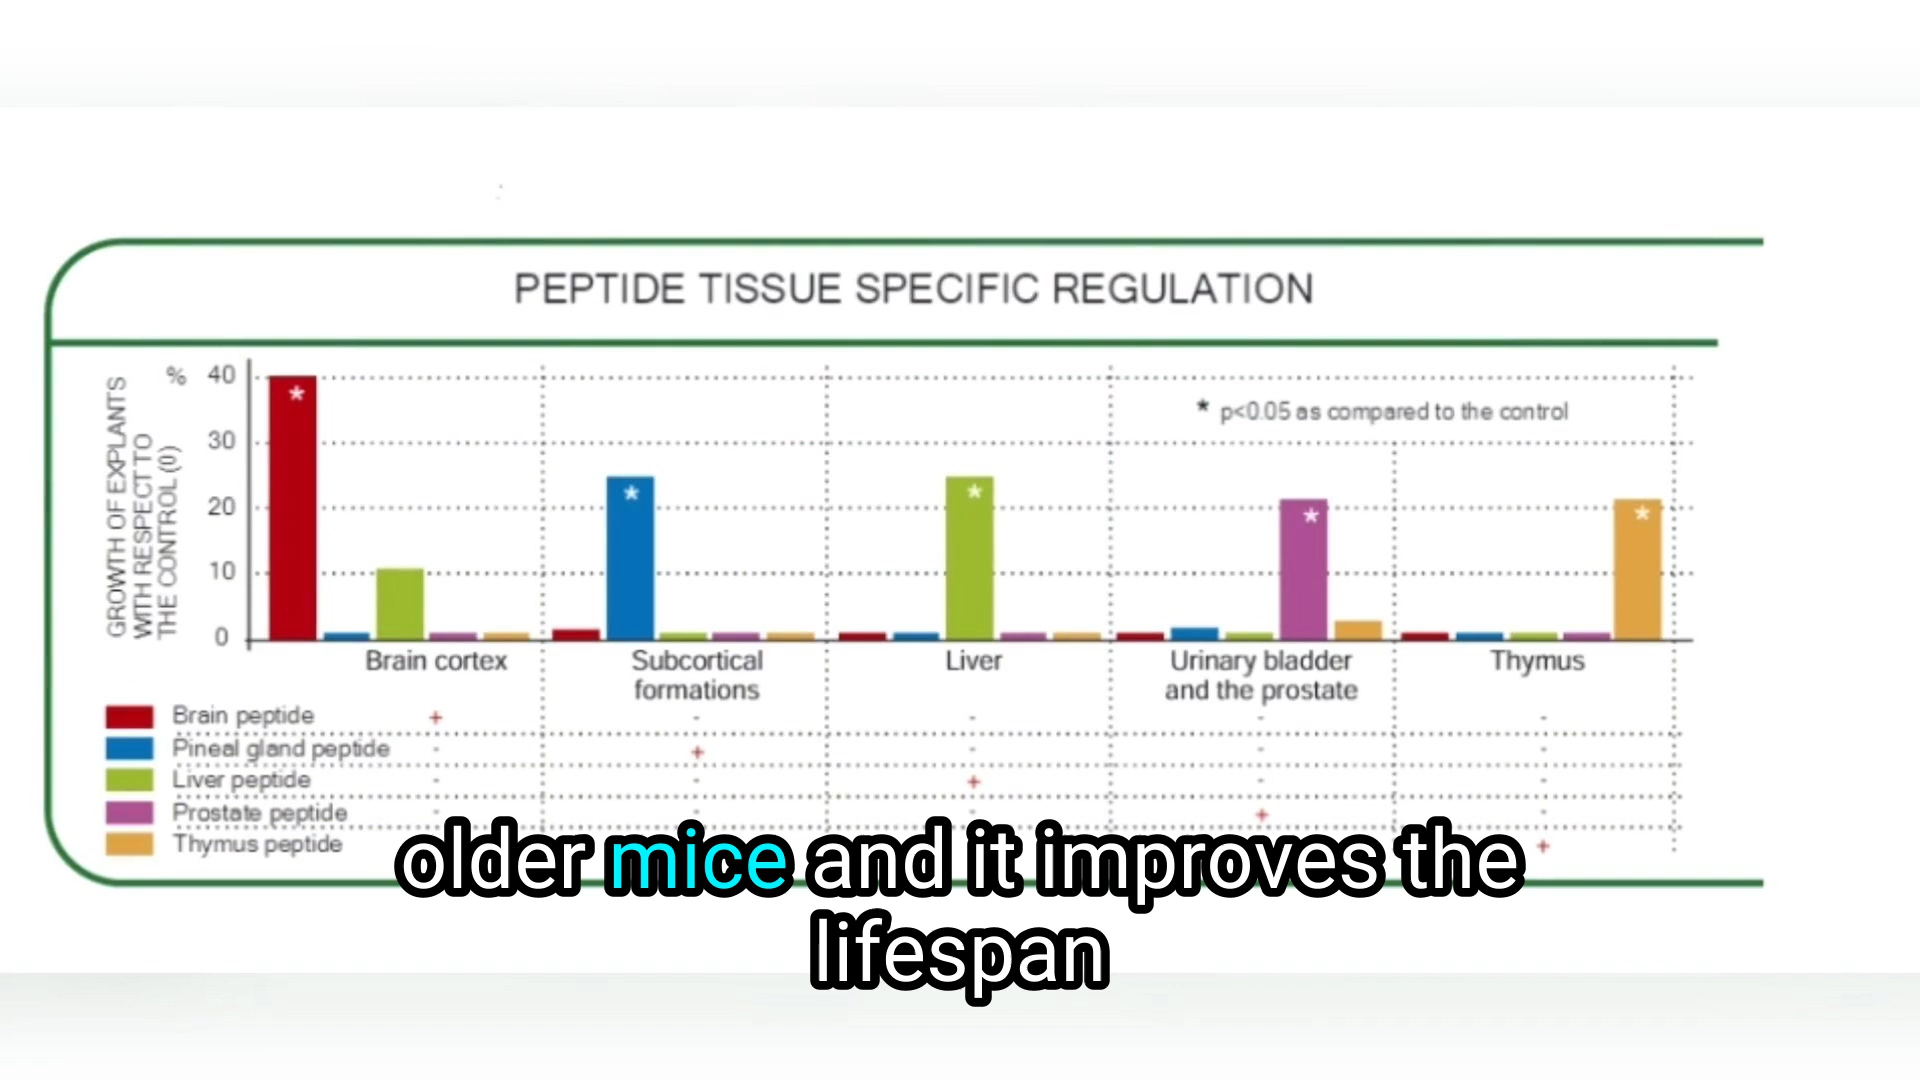 PEPTIDE TISSUE SPECIFIC REGULATION
GROWTH OF EXPLANTS
WITH RESPECT TO
THE CONTROL (0)
% 40
30
20
10
0
* p<0.05 as compared to the control
*
*
*
*
*
Brain cortex
Subcortical
formations
Liver
Urinary bladder
and the prostate
Thymus
Brain peptide + - - - -
Pineal gland peptide - + - - -
Liver peptide - - + - -
Prostate peptide - - - + -
Thymus peptide +
older mice and it improves the
lifespan